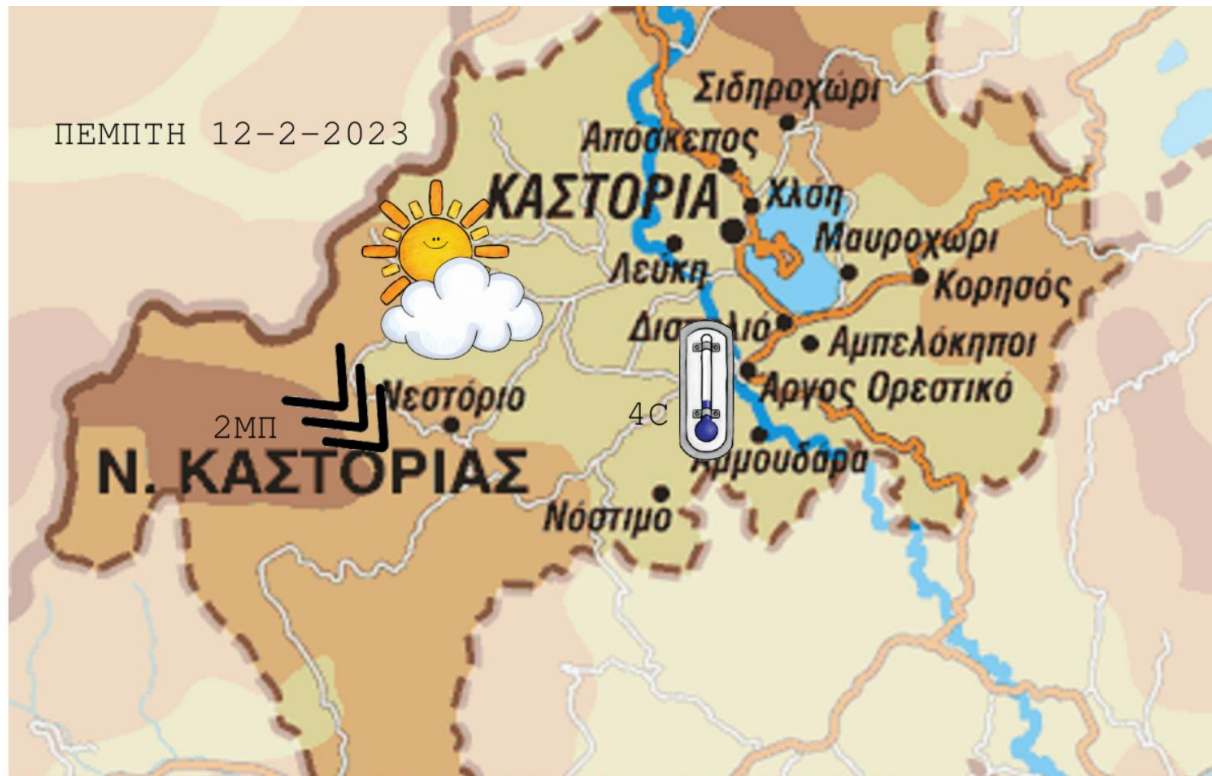 ΠΕΜΠΤΗ 12-2-2023
Σιδηροχώρι
Απόσκεπος
ΚΑΣΤΟΡΙΑ
Χλόη
Μαυροχώρι
Λεύκη
Κορησός
Αμπελόκηποι
Νεστόριο
Άργος Ορεστικό
2ΜΠ
4C
Ν. ΚΑΣΤΟΡΙΑΣ
Αμμουδάρα
Νόστιμο